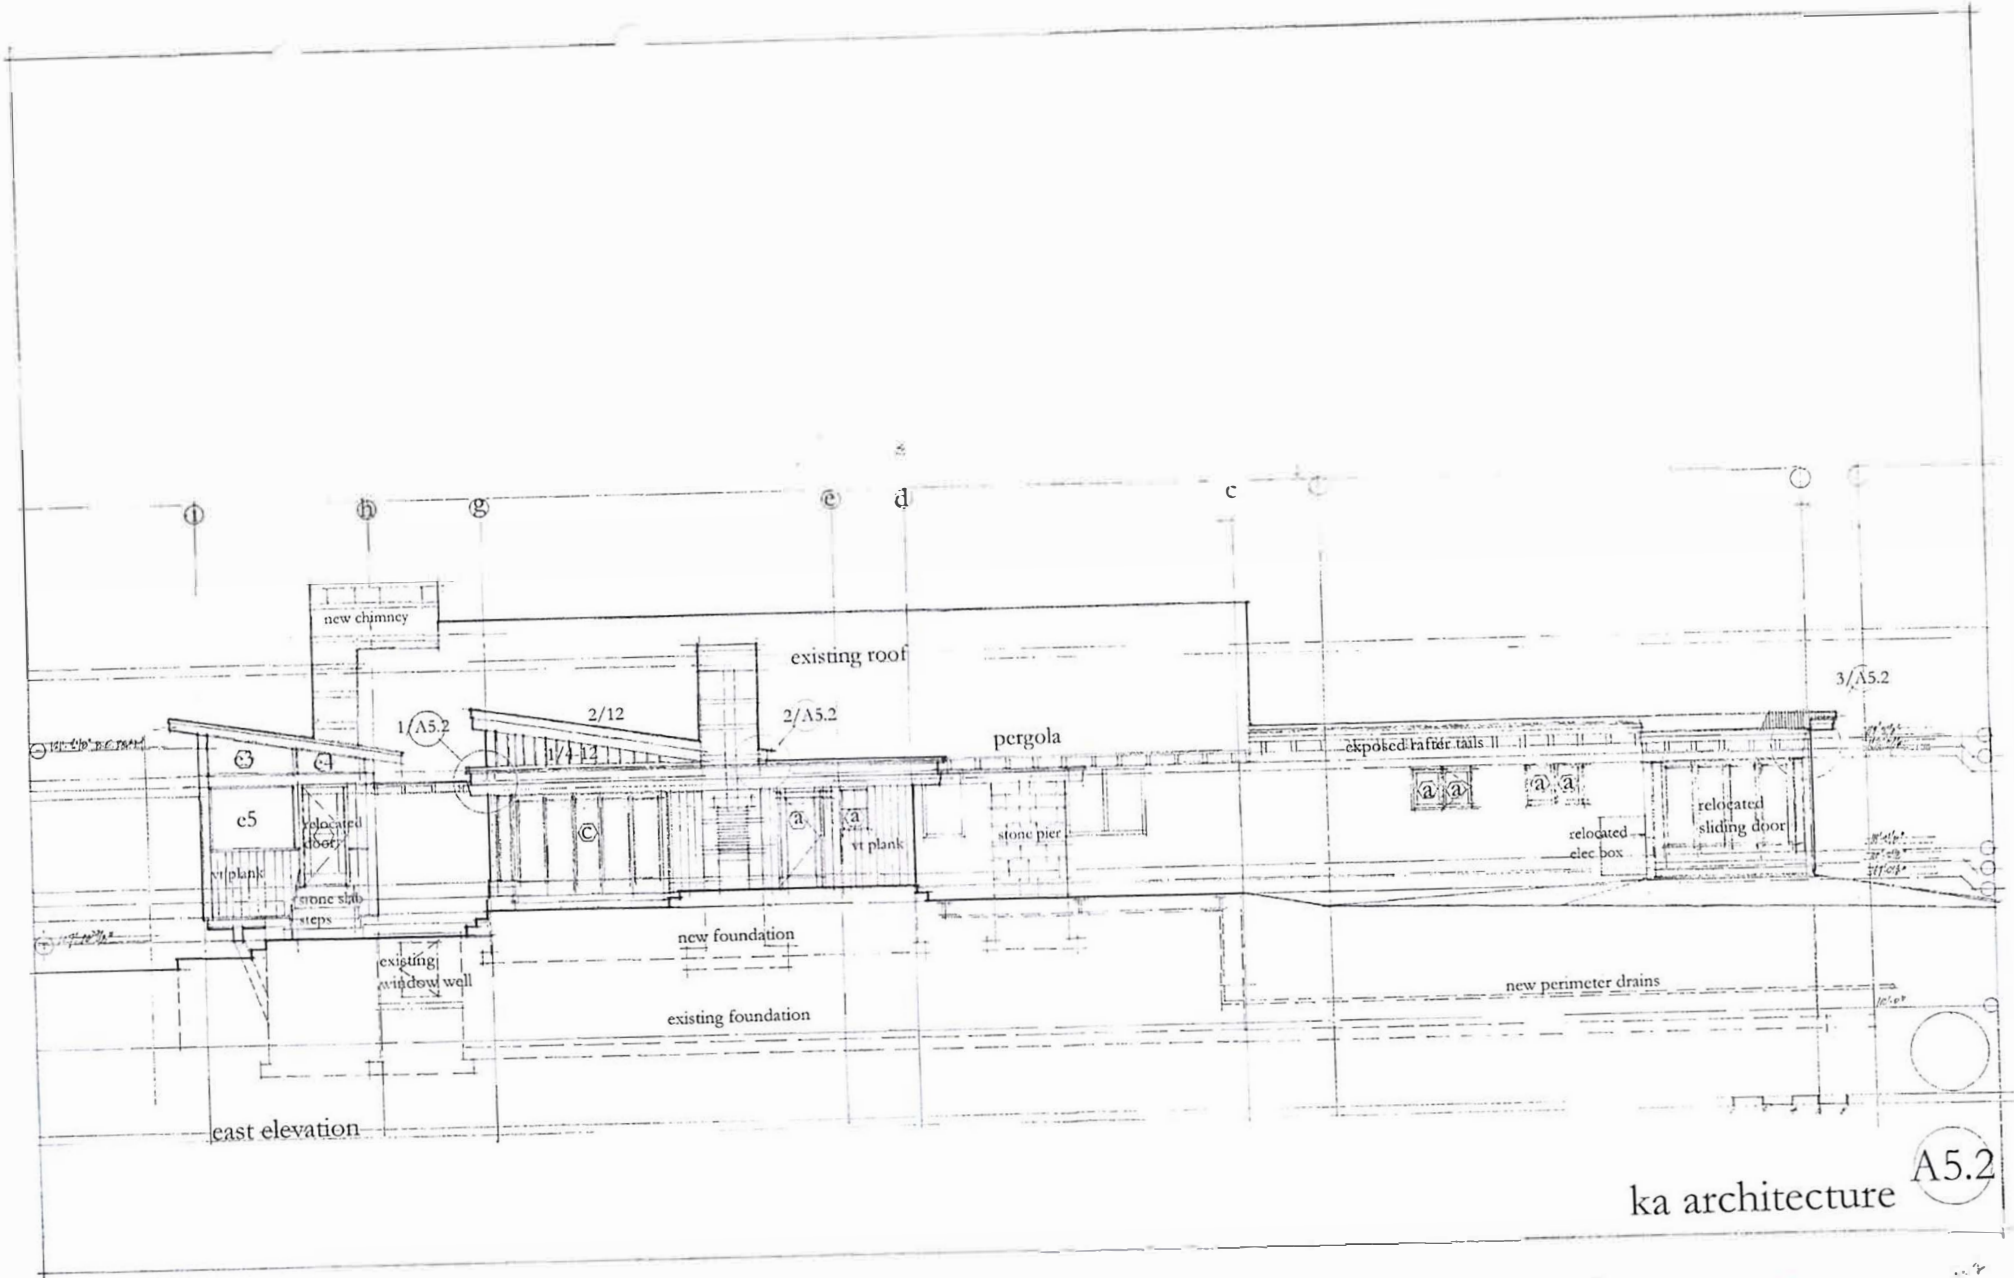 i
h
g
e
d
c
new chimney
existing roof
3/A5.2
1/A5.2
2/12
2/A5.2
pergola
1/4-12
exposed rafter tails
c3
c4
a
a
a
a
c5
relocated
door
c
a
a
vt plank
stone pier
relocated
elec box
relocated
sliding door
vt plank
stone slab
steps
new foundation
existing
window well
new perimeter drains
existing foundation
east elevation
A5.2
ka architecture